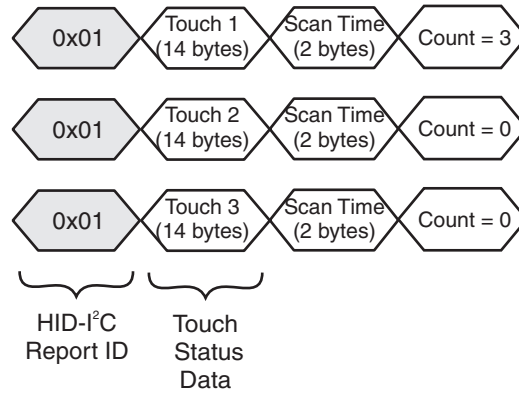 0x01 Touch 1 (14 bytes) Scan Time (2 bytes) Count = 3
0x01 Touch 2 (14 bytes) Scan Time (2 bytes) Count = 0
0x01 Touch 3 (14 bytes) Scan Time (2 bytes) Count = 0
HID-I²C
Report ID
Touch
Status
Data